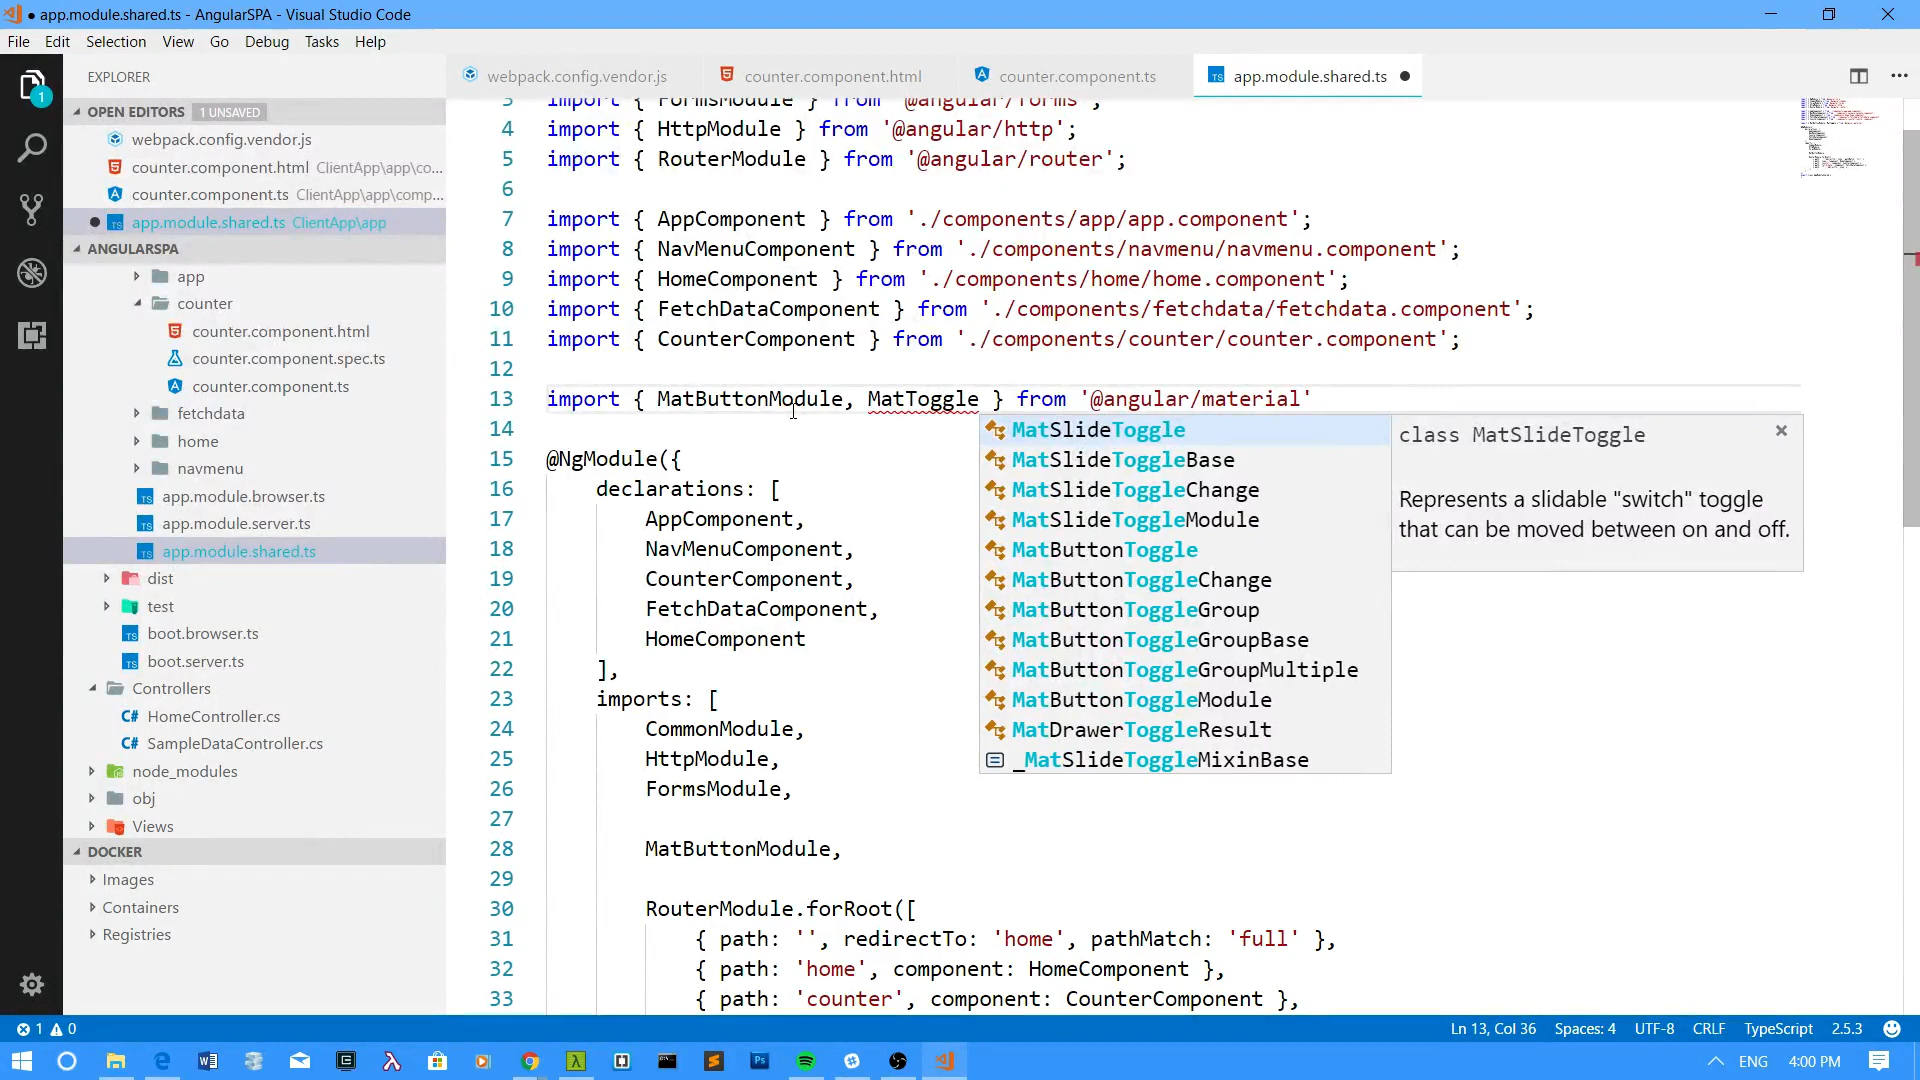 app.module.shared.ts - AngularSPA - Visual Studio Code
File Edit Selection View Go Debug Tasks Help
EXPLORER
webpack.config.vendor.js
counter.component.html
counter.component.ts
app.module.shared.ts
1
OPEN EDITORS 1 UNSAVED
webpack.config.vendor.js
counter.component.html ClientApp\app\co...
counter.component.ts ClientApp\app\comp...
app.module.shared.ts ClientApp\app
ANGULARSPA
app
counter
counter.component.html
counter.component.spec.ts
counter.component.ts
fetchdata
home
navmenu
app.module.browser.ts
app.module.server.ts
app.module.shared.ts
dist
test
boot.browser.ts
boot.server.ts
Controllers
HomeController.cs
SampleDataController.cs
node_modules
obj
Views
DOCKER
Images
Containers
Registries
3 import { FormsModule } from '@angular/forms';
4 import { HttpModule } from '@angular/http';
5 import { RouterModule } from '@angular/router';
6
7 import { AppComponent } from './components/app/app.component';
8 import { NavMenuComponent } from './components/navmenu/navmenu.component';
9 import { HomeComponent } from './components/home/home.component';
10 import { FetchDataComponent } from './components/fetchdata/fetchdata.component';
11 import { CounterComponent } from './components/counter/counter.component';
12
13 import { MatButtonModule, MatToggle } from '@angular/material'
14
15 @NgModule({
16 declarations: [
17 AppComponent,
18 NavMenuComponent,
19 CounterComponent,
20 FetchDataComponent,
21 HomeComponent
22 ],
23 imports: [
24 CommonModule,
25 HttpModule,
26 FormsModule,
27
28 MatButtonModule,
29
30 RouterModule.forRoot([
31 { path: '', redirectTo: 'home', pathMatch: 'full' },
32 { path: 'home', component: HomeComponent },
33 { path: 'counter', component: CounterComponent },
MatSlideToggle
MatSlideToggleBase
MatSlideToggleChange
MatSlideToggleModule
MatButtonToggle
MatButtonToggleChange
MatButtonToggleGroup
MatButtonToggleGroupBase
MatButtonToggleGroupMultiple
MatButtonToggleModule
MatDrawerToggleResult
_MatSlideToggleMixinBase
class MatSlideToggle
Represents a slidable "switch" toggle
that can be moved between on and off.
1 0
Ln 13, Col 36 Spaces: 4 UTF-8 CRLF TypeScript 2.5.3
ENG 4:00 PM